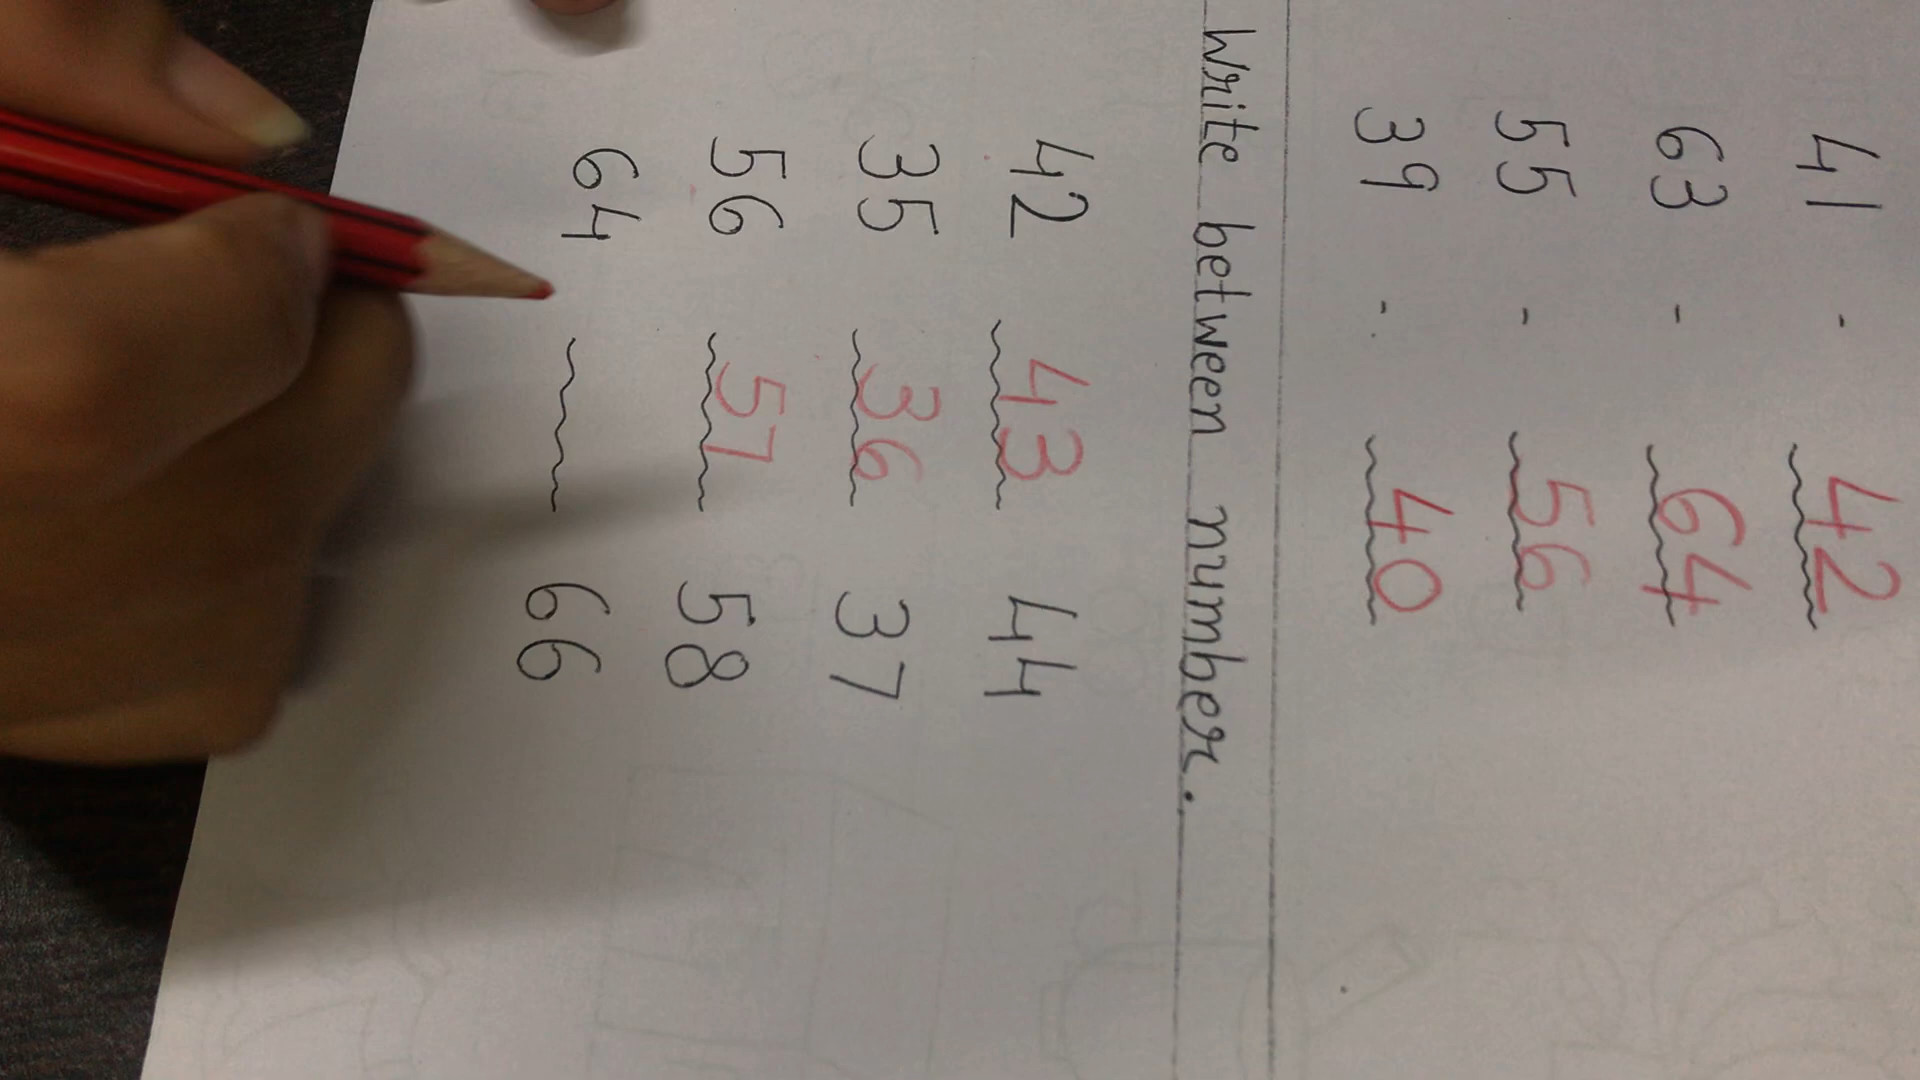 41 - 42
63 - 64
55 - 56
39 - 40
Write between number.
42 43 44
35 36 37
56 57 58
64 66